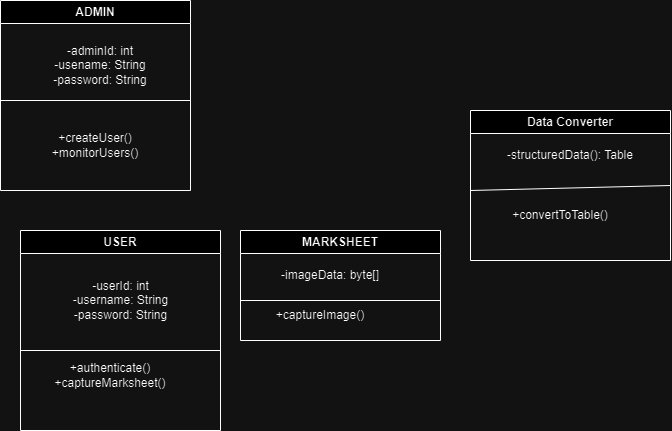 ADMIN
-adminId: int
-usename: String
-password: String
+createUser()
+monitorUsers()
Data Converter
-structuredData(): Table
+convertToTable()
USER
-userId: int
-username: String
-password: String
+authenticate()
+captureMarksheet()
MARKSHEET
-imageData: byte[]
+captureImage()